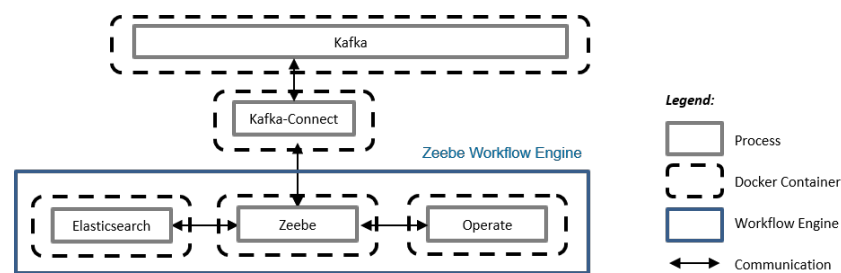 Kafka
Kafka-Connect
Zeebe Workflow Engine
Elasticsearch
Zeebe
Operate
Legend:
Process
Docker Container
Workflow Engine
Communication